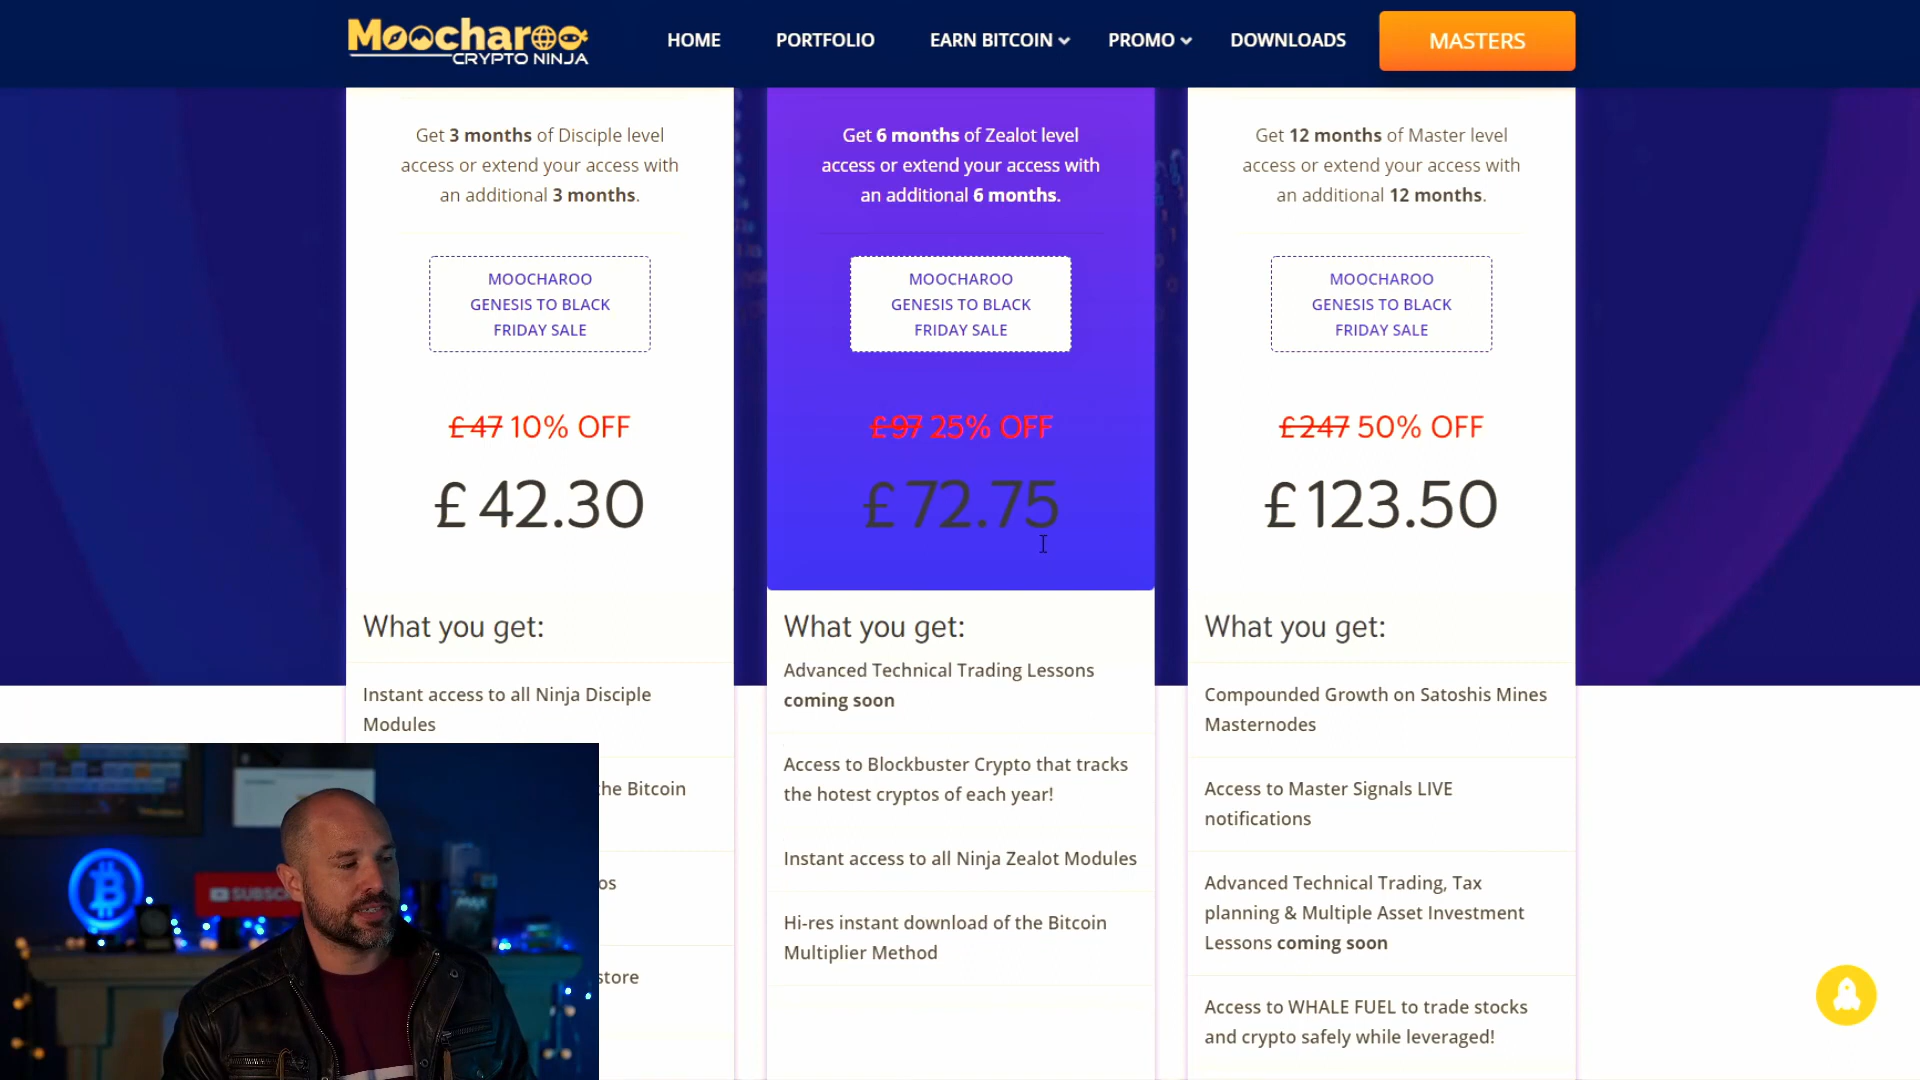 Moocharoo
CRYPTO NINJA
HOME
PORTFOLIO
EARN BITCOIN
PROMO
DOWNLOADS
MASTERS
Get 3 months of Disciple level
access or extend your access with
an additional 3 months.
MOOCHAROO
GENESIS TO BLACK
FRIDAY SALE
£47 10% OFF
£42.30
What you get:
Instant access to all Ninja Disciple
Modules
he Bitcoin
os
store
Get 6 months of Zealot level
access or extend your access with
an additional 6 months.
MOOCHAROO
GENESIS TO BLACK
FRIDAY SALE
£97 25% OFF
£72.75
What you get:
Advanced Technical Trading Lessons
coming soon
Access to Blockbuster Crypto that tracks
the hotest cryptos of each year!
Instant access to all Ninja Zealot Modules
Hi-res instant download of the Bitcoin
Multiplier Method
Get 12 months of Master level
access or extend your access with
an additional 12 months.
MOOCHAROO
GENESIS TO BLACK
FRIDAY SALE
£247 50% OFF
£123.50
What you get:
Compounded Growth on Satoshis Mines
Masternodes
Access to Master Signals LIVE
notifications
Advanced Technical Trading, Tax
planning & Multiple Asset Investment
Lessons coming soon
Access to WHALE FUEL to trade stocks
and crypto safely while leveraged!
SUBSC